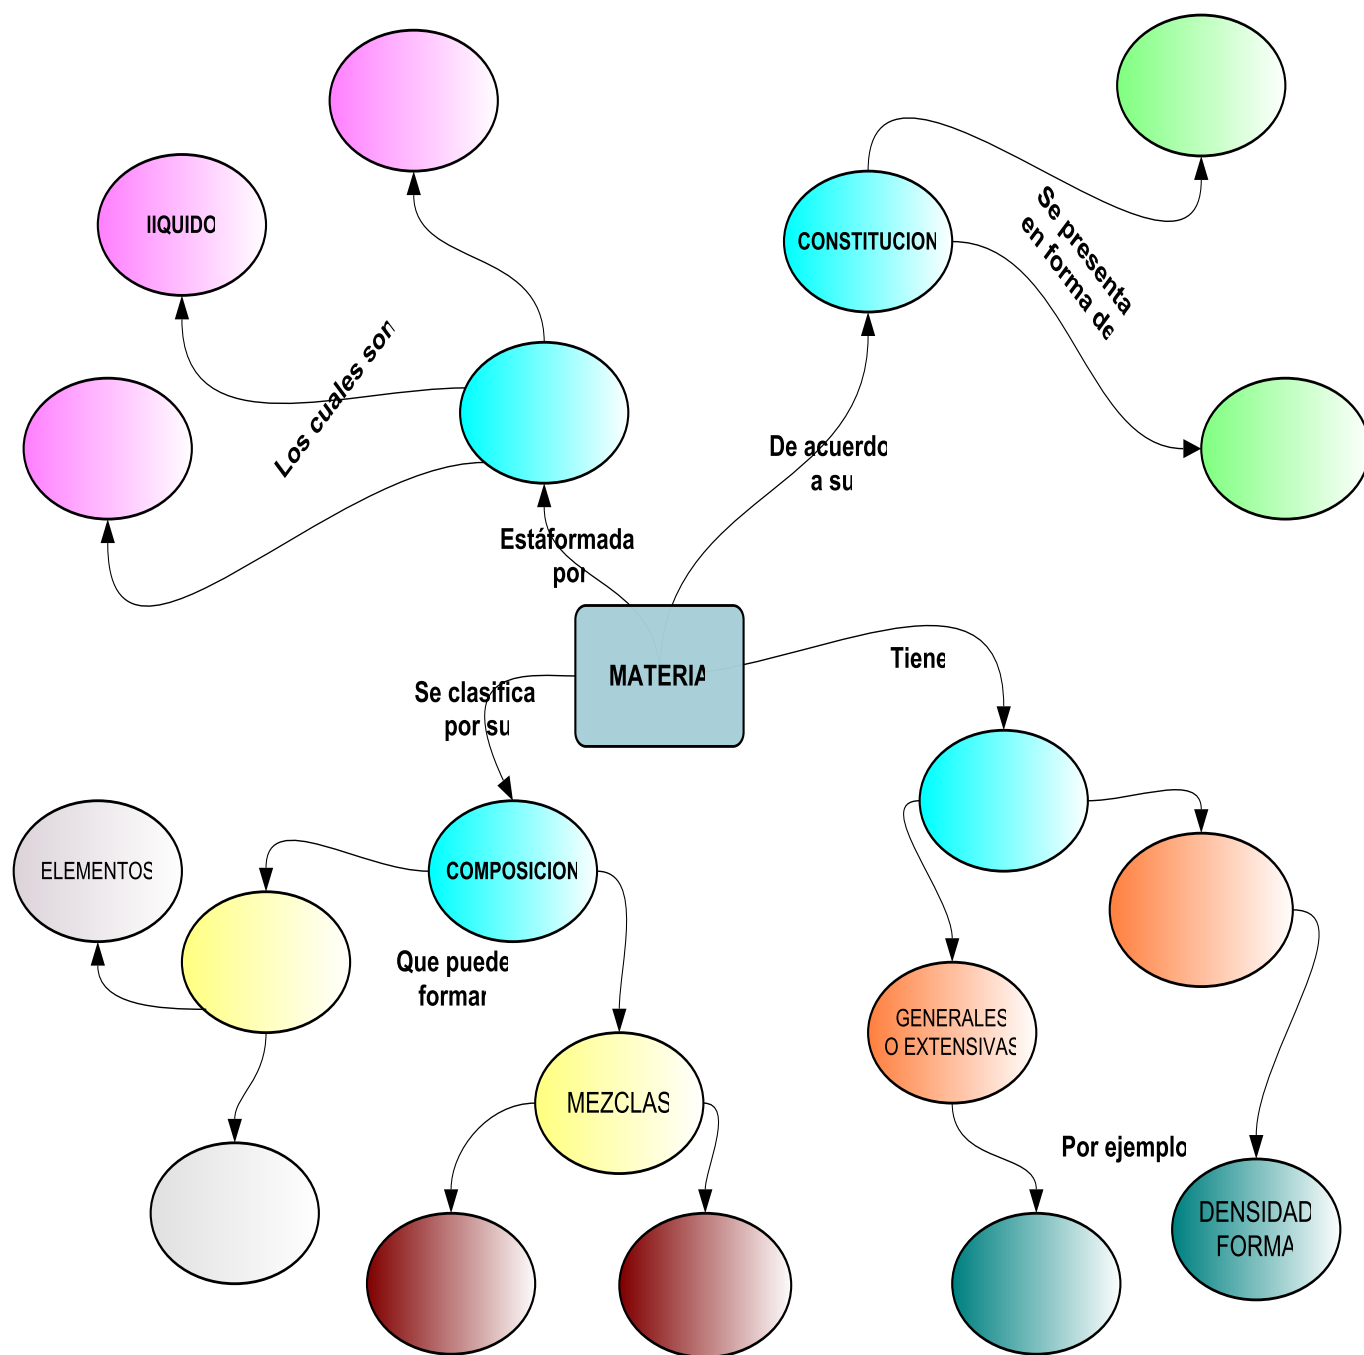 lIQUIDO
CONSTITUCION
Se presenta
en forma de
Los cuales son
De acuerdo
a su
Estáformada
por
MATERIA
Tiene
Se clasifica
por su
ELEMENTOS
COMPOSICION
Que puede
formar
GENERALES
O EXTENSIVAS
MEZCLAS
Por ejemplo
DENSIDAD
FORMA